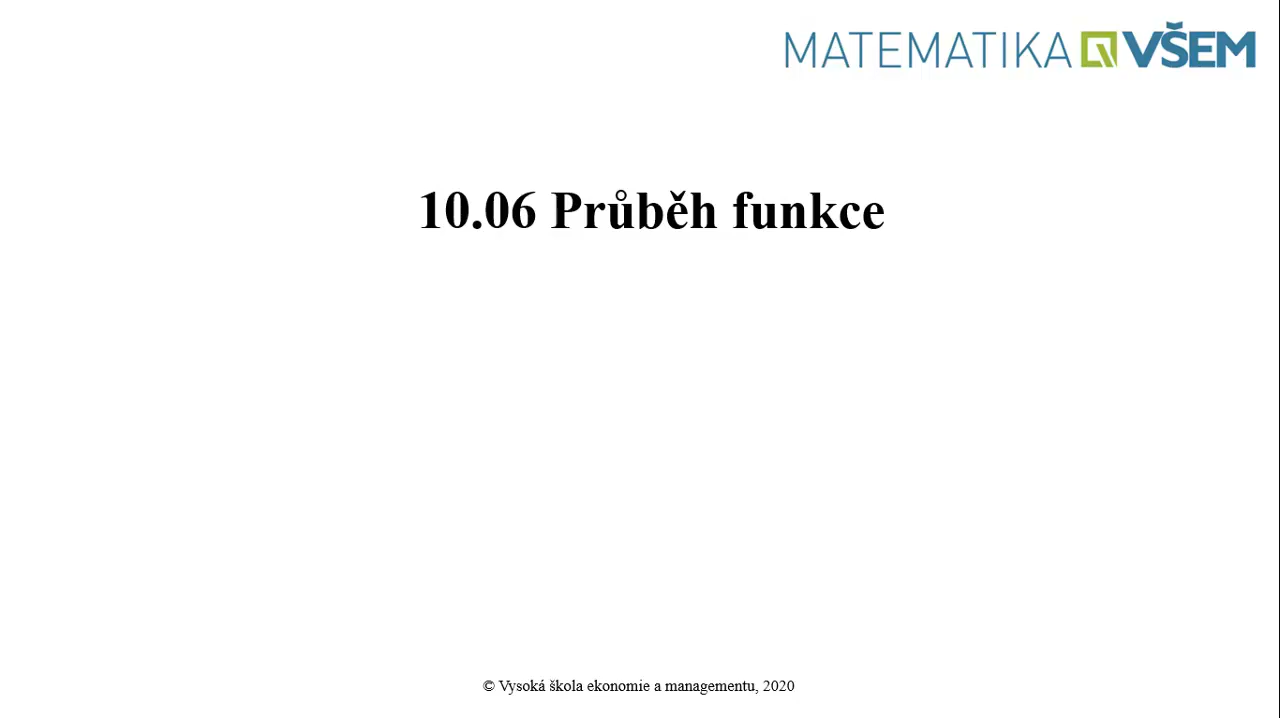 MATEMATIKA VŠEM
10.06 Průběh funkce
© Vysoká škola ekonomie a managementu, 2020